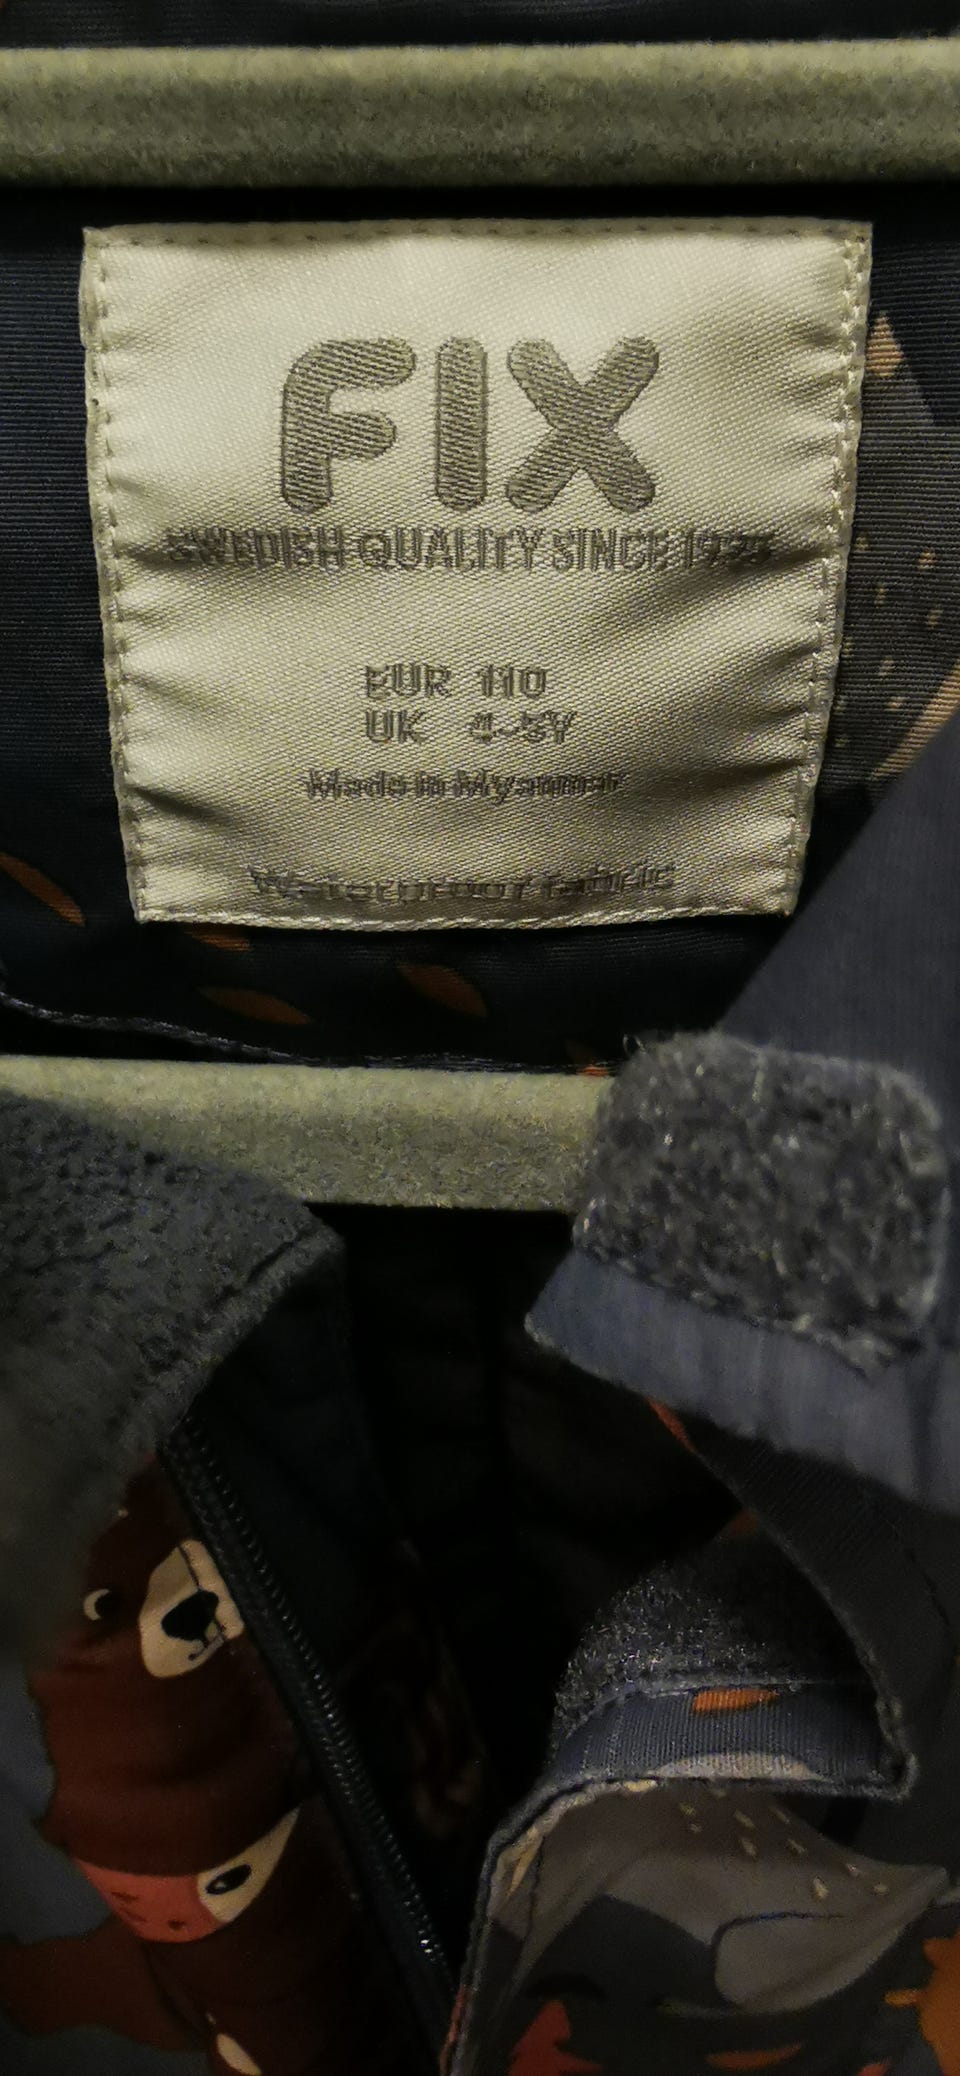 FIX
SWEDISH QUALITY SINCE 1925
EUR 110
UK 4-5Y
Made in Myanmar
Waterproof fabric